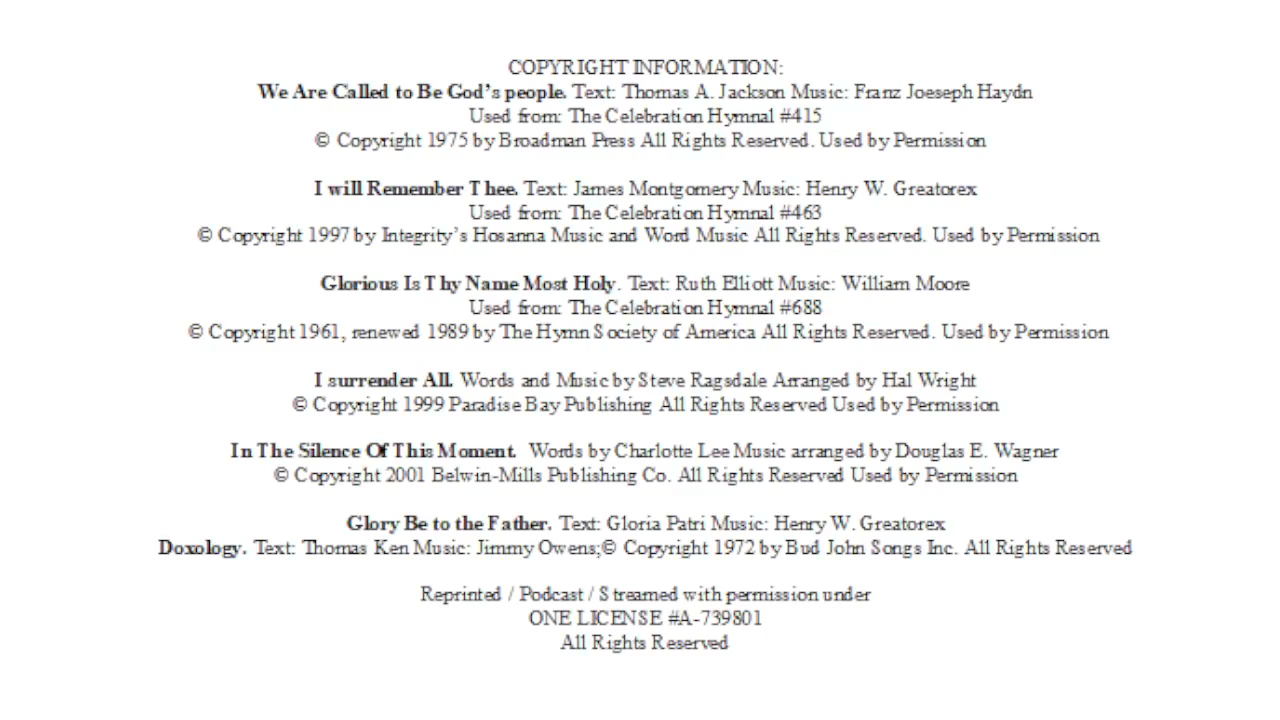 COPYRIGHT INFORMATION:
We Are Called to Be God’s people. Text: Thomas A. Jackson Music: Franz Joeseph Haydn
Used from: The Celebration Hymnal #415
© Copyright 1975 by Broadman Press All Rights Reserved. Used by Permission
I will Remember Thee. Text: James Montgomery Music: Henry W. Greatorex
Used from: The Celebration Hymnal #463
© Copyright 1997 by Integrity’s Hosanna Music and Word Music All Rights Reserved. Used by Permission
Glorious Is Thy Name Most Holy. Text: Ruth Elliott Music: William Moore
Used from: The Celebration Hymnal #688
© Copyright 1961, renewed 1989 by The Hymn Society of America All Rights Reserved. Used by Permission
I surrender All. Words and Music by Steve Ragsdale Arranged by Hal Wright
© Copyright 1999 Paradise Bay Publishing All Rights Reserved Used by Permission
In The Silence Of This Moment. Words by Charlotte Lee Music arranged by Douglas E. Wagner
© Copyright 2001 Belwin-Mills Publishing Co. All Rights Reserved Used by Permission
Glory Be to the Father. Text: Gloria Patri Music: Henry W. Greatorex
Doxology. Text: Thomas Ken Music: Jimmy Owens;© Copyright 1972 by Bud John Songs Inc. All Rights Reserved
Reprinted / Podcast / Streamed with permission under
ONE LICENSE #A-739801
All Rights Reserved